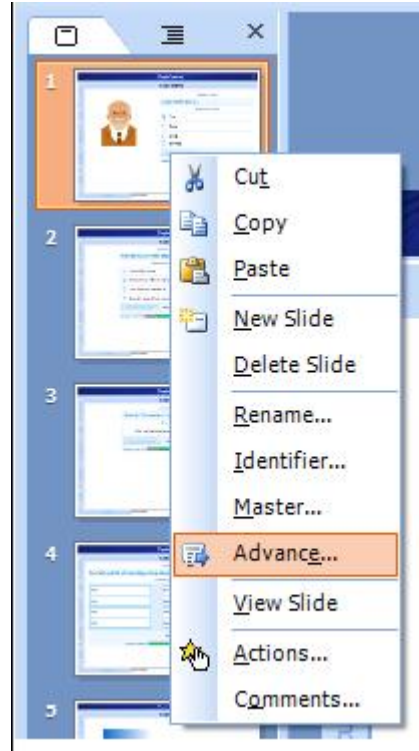 1
Cut
Copy
2
Paste
New Slide
Delete Slide
3
Rename...
Identifier...
Master...
4
Advance...
View Slide
Actions...
Comments...
5